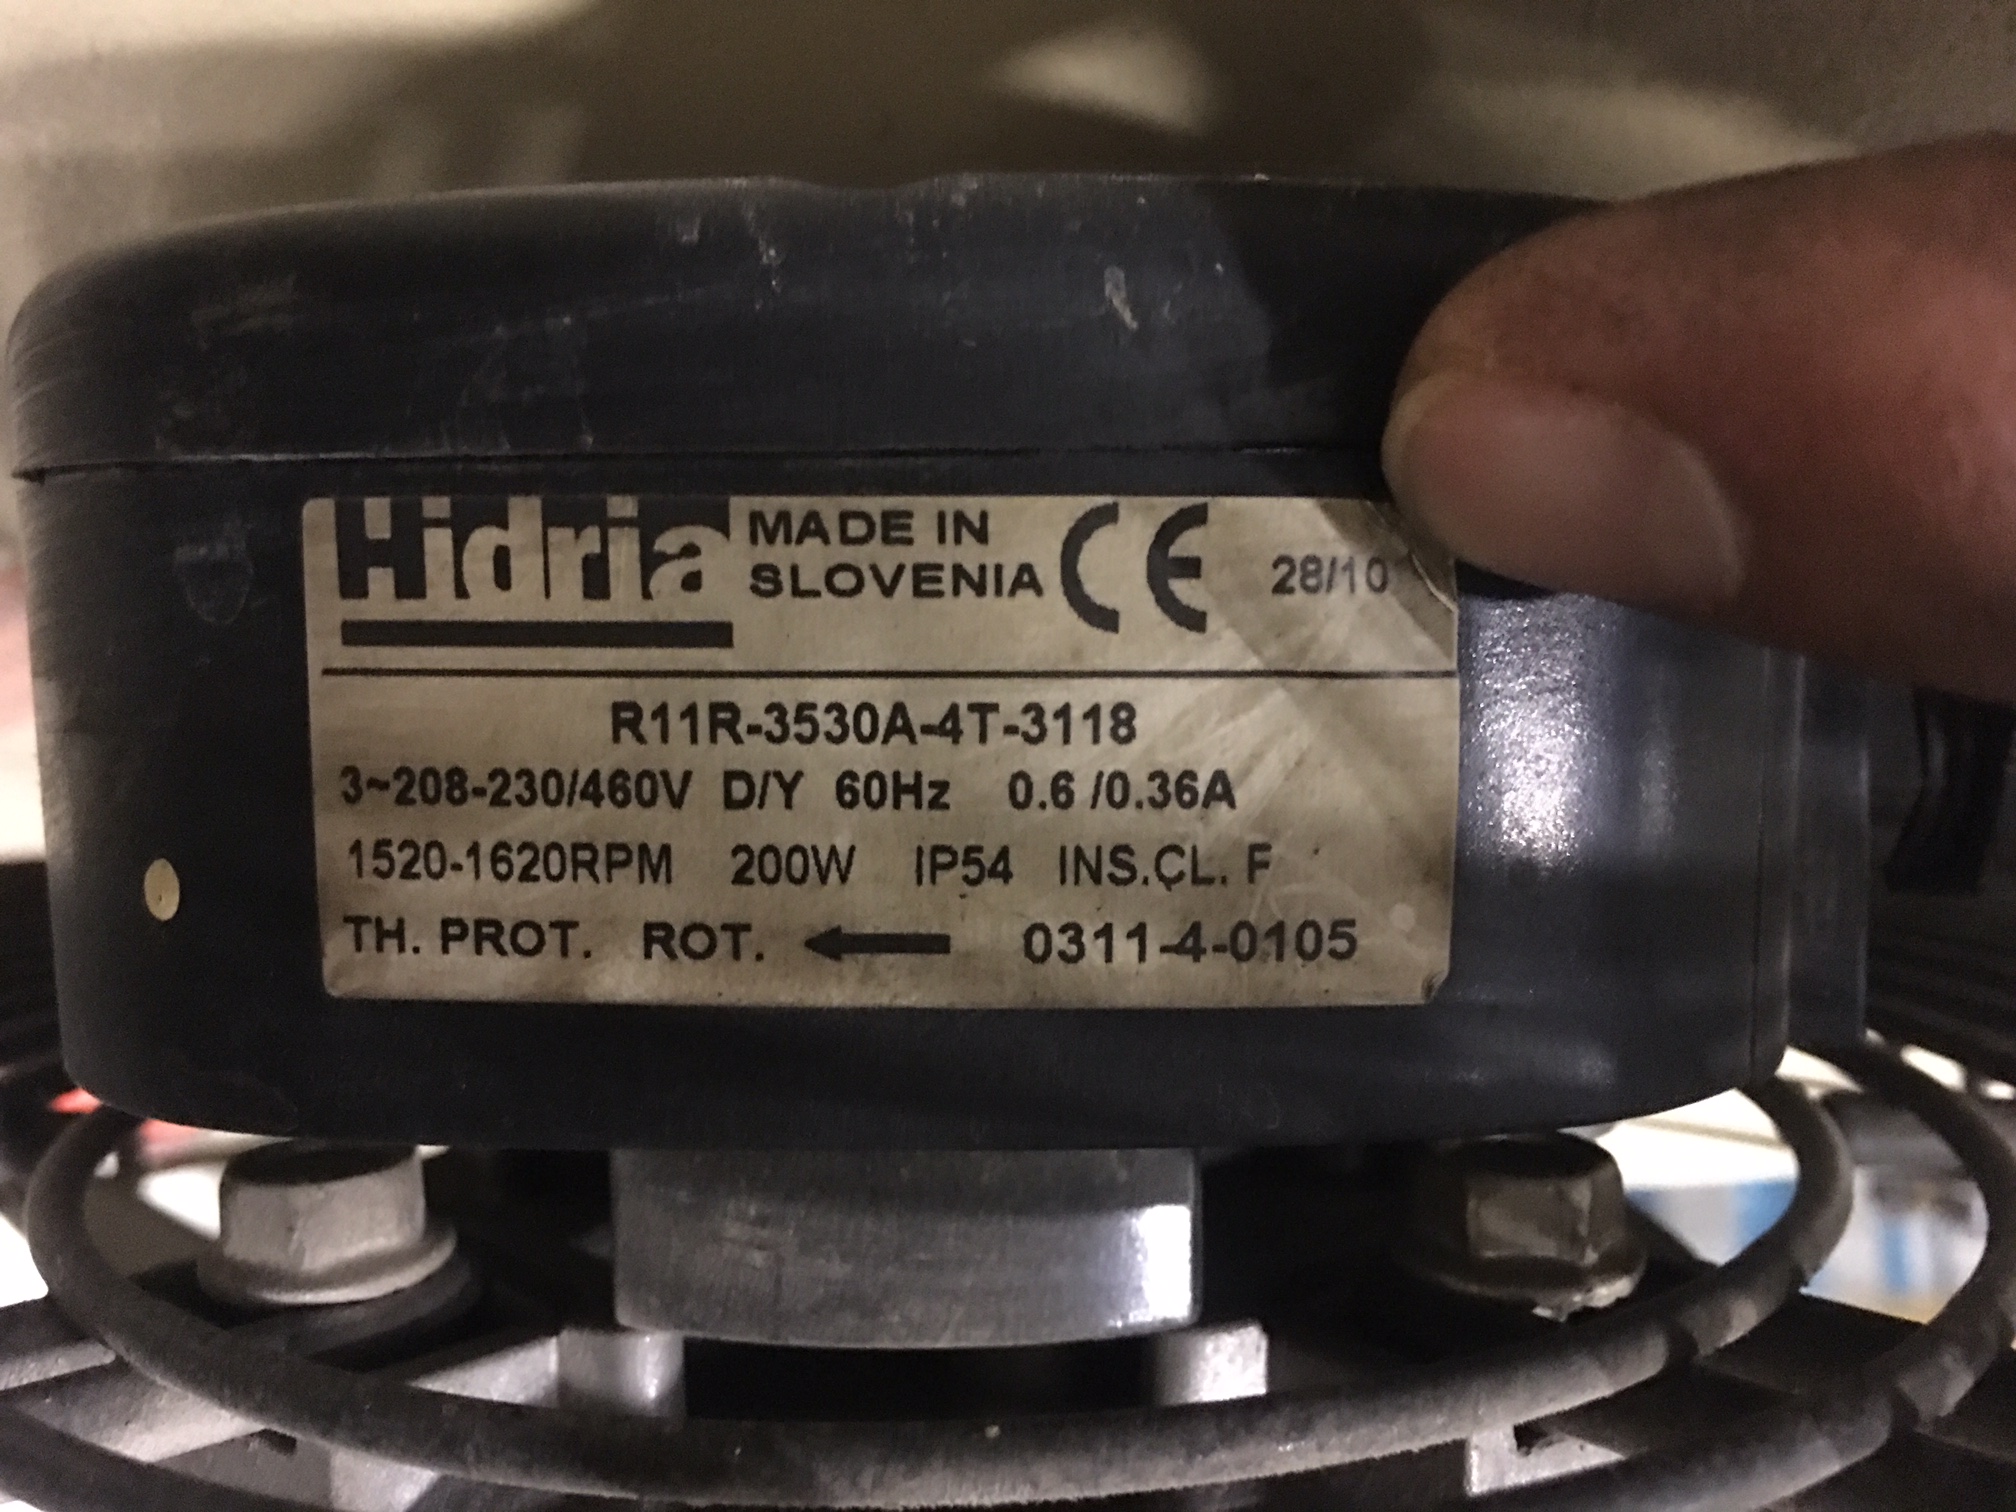 Hidria MADE IN SLOVENIA CE 28/10
R11R-3530A-4T-3118
3~208-230/460V D/Y 60Hz 0.6 /0.36A
1520-1620RPM 200W IP54 INS.CL. F
TH. PROT. ROT. ← 0311-4-0105